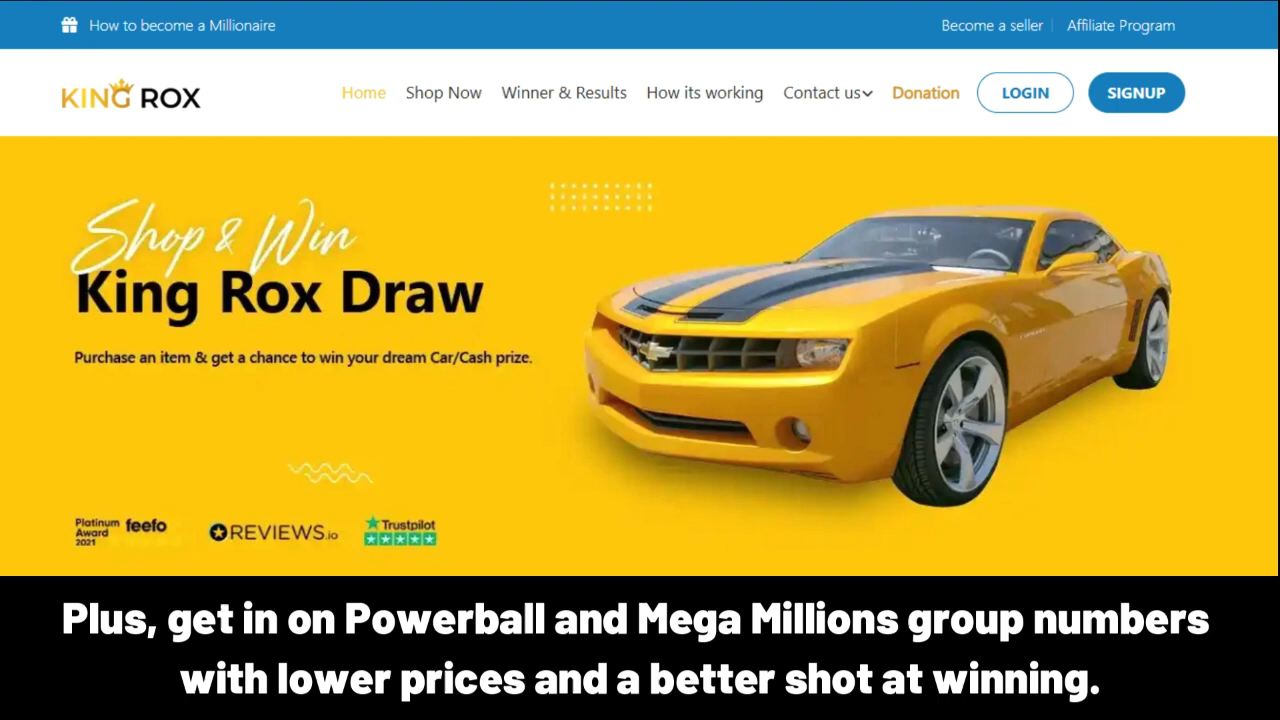 How to become a Millionaire
Become a seller
Affiliate Program
KING ROX
Home
Shop Now
Winner & Results
How its working
Contact us
Donation
LOGIN
SIGNUP
Shop & Win
King Rox Draw
Purchase an item & get a chance to win your dream Car/Cash prize.
Platinum
Award
2021
feefo
REVIEWS.io
Trustpilot
Plus, get in on Powerball and Mega Millions group numbers
with lower prices and a better shot at winning.